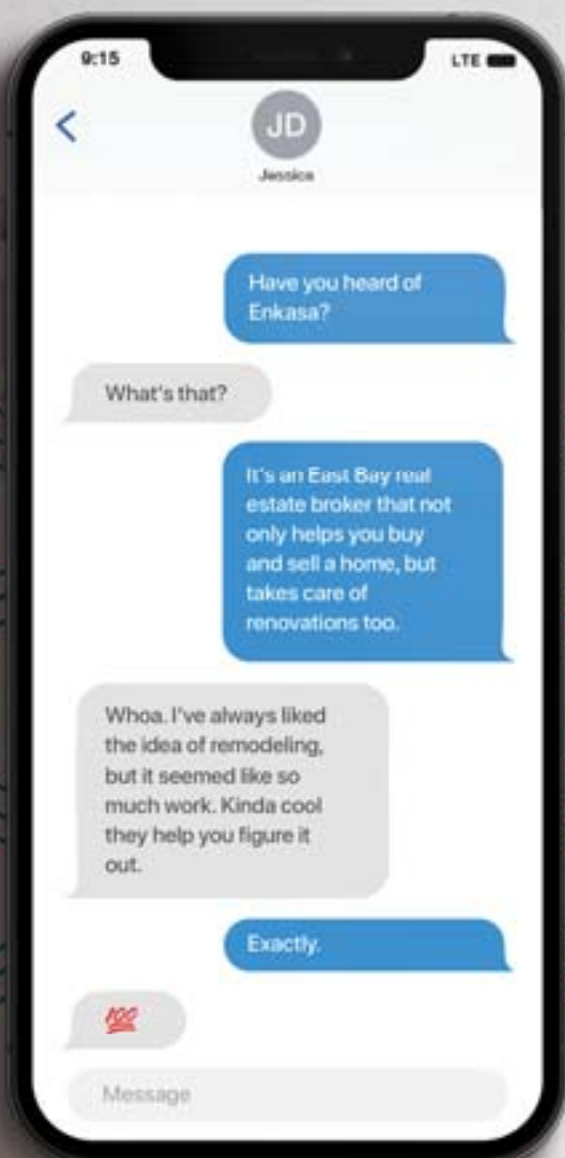 9:15
LTE
JD
Jessica
Have you heard of
Enkasa?
What's that?
It's an East Bay real
estate broker that not
only helps you buy
and sell a home, but
takes care of
renovations too.
Whoa. I've always liked
the idea of remodeling,
but it seemed like so
much work. Kinda cool
they help you figure it
out.
Exactly.
💯
Message